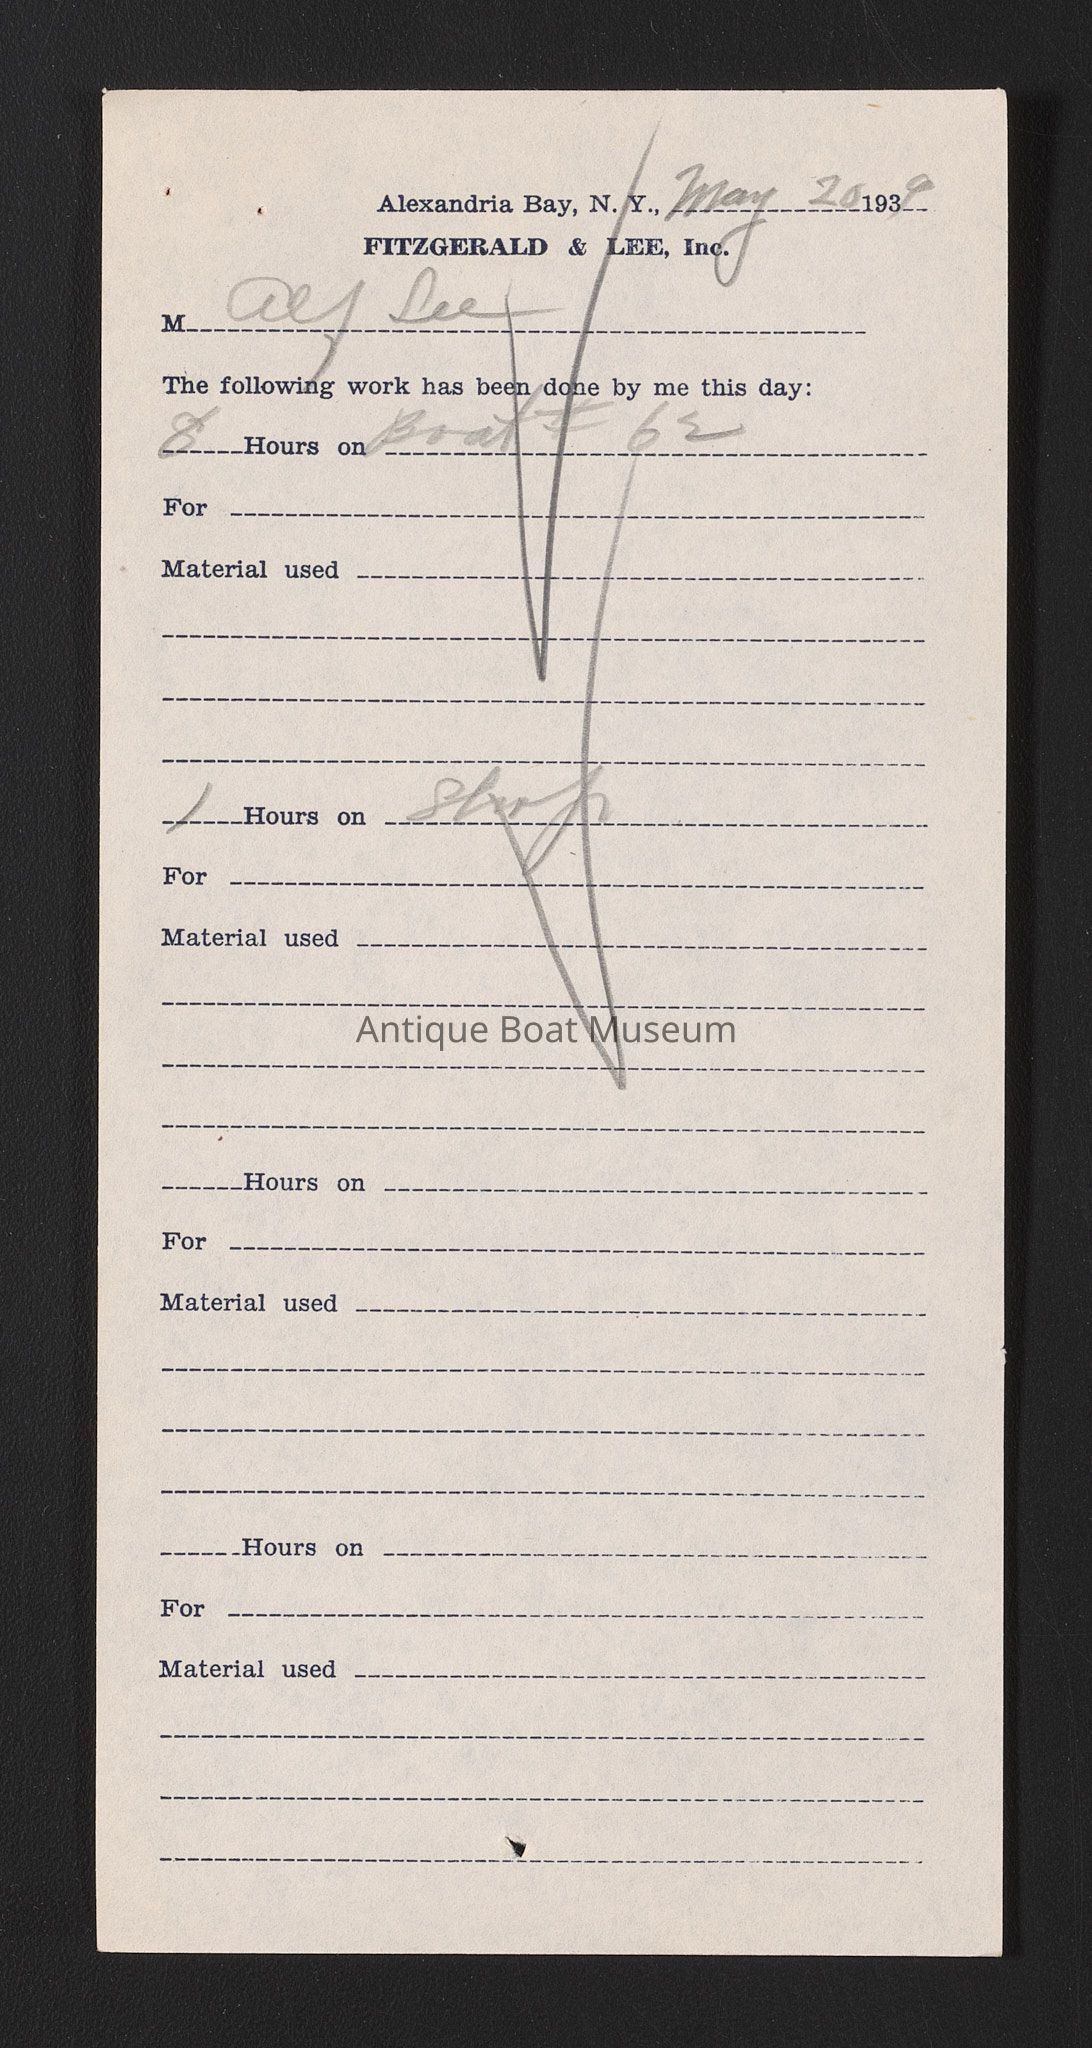 Alexandria Bay, N. Y., May 20 1939
FITZGERALD & LEE, Inc.
M Alf Lee
The following work has been done by me this day:
8 Hours on Boat # 62
For
Material used
1 Hours on Shop
For
Material used
Antique Boat Museum
Hours on
For
Material used
Hours on
For
Material used